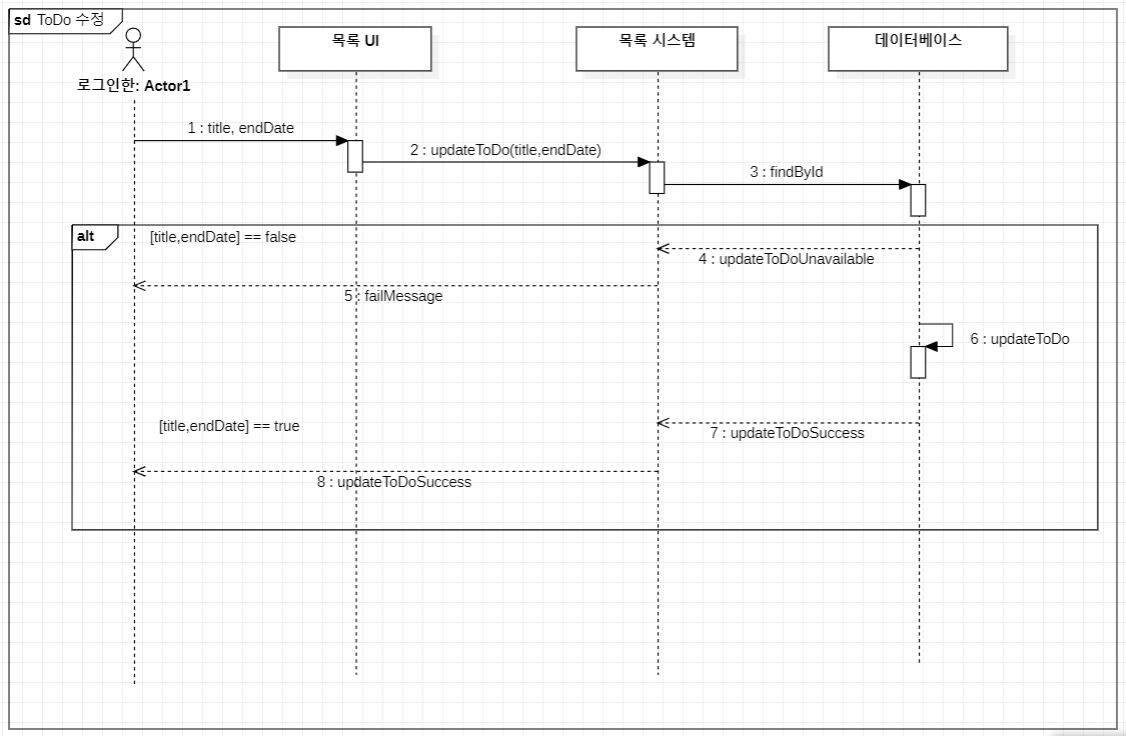 sd ToDo 수정
목록 UI
목록 시스템
데이터베이스
로그인한: Actor1
1 : title, endDate
2 : updateToDo(title,endDate)
3 : findById
alt
[title,endDate] == false
4 : updateToDoUnavailable
5 : failMessage
6 : updateToDo
[title,endDate] == true
7 : updateToDoSuccess
8 : updateToDoSuccess